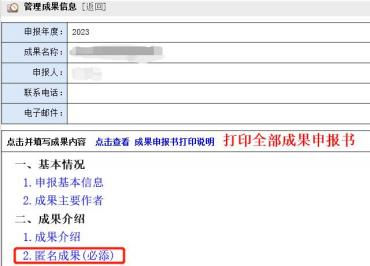 管理成果信息 [返回]
申报年度: 2023
成果名称:
申报人:
联系电话:
电子邮件:
点击并填写成果内容 点击查看 成果申报书打印说明 打印全部成果申报书
一、基本情况
1.申报基本信息
2.成果主要作者
二、成果介绍
1.成果介绍
2.匿名成果(必添)